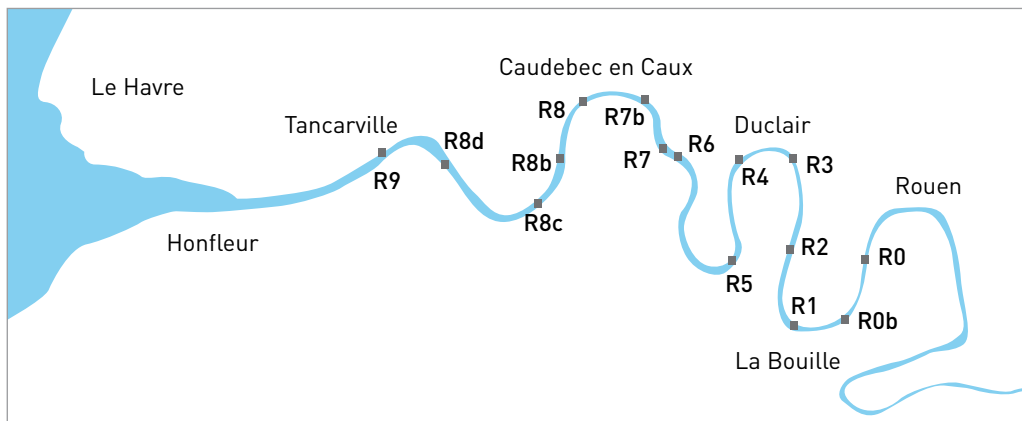 Caudebec en Caux
Le Havre
R8
R7b
Tancarville
Duclair
R8d
R6
R7
R8b
R3
R4
R9
Rouen
R8c
Honfleur
R2
R0
R5
R1
R0b
La Bouille